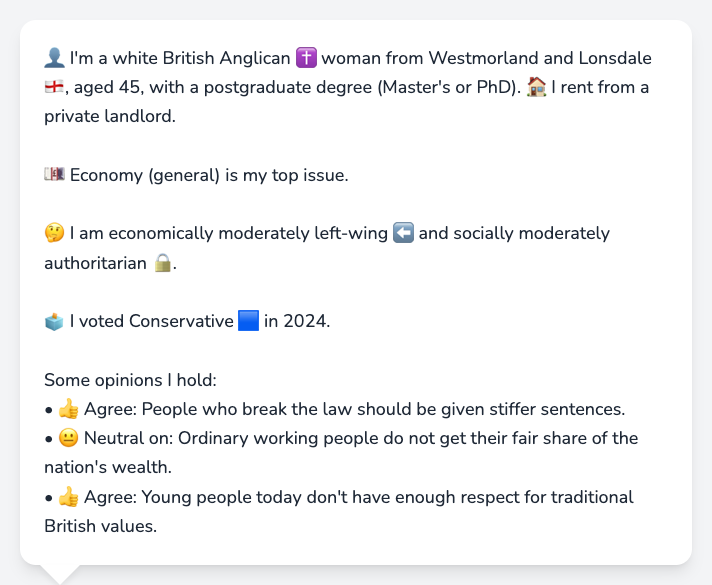 👤 I'm a white British Anglican ✝️ woman from Westmorland and Lonsdale
🏴󠁧󠁢󠁥󠁮󠁧󠁿, aged 45, with a postgraduate degree (Master's or PhD). 🏠 I rent from a
private landlord.
💷 Economy (general) is my top issue.
🤔 I am economically moderately left-wing ⬅️ and socially moderately
authoritarian 🔒.
🗳️ I voted Conservative 🟦 in 2024.
Some opinions I hold:
• 👍 Agree: People who break the law should be given stiffer sentences.
• 😐 Neutral on: Ordinary working people do not get their fair share of the
nation's wealth.
• 👍 Agree: Young people today don't have enough respect for traditional
British values.